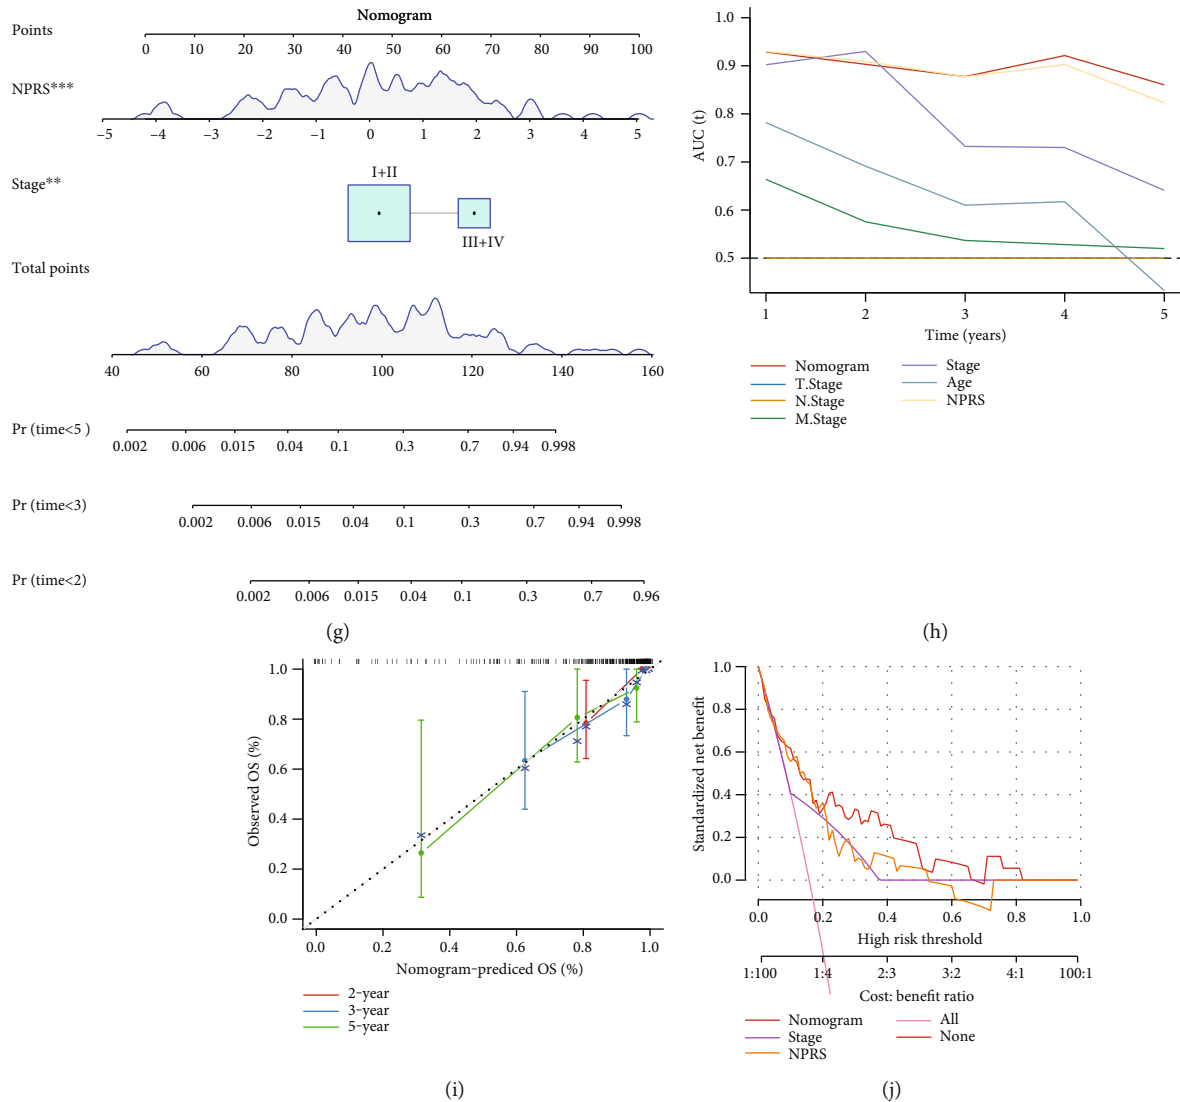 Nomogram
Points
0 10 20 30 40 50 60 70 80 90 100
NPRS***
−5 −4 −3 −2 −1 0 1 2 3 4 5
Stage**
I+II
III+IV
Total points
40 60 80 100 120 140 160
Pr (time<5 )
0.002 0.006 0.015 0.04 0.1 0.3 0.7 0.94 0.998
Pr (time<3)
0.002 0.006 0.015 0.04 0.1 0.3 0.7 0.94 0.998
Pr (time<2)
0.002 0.006 0.015 0.04 0.1 0.3 0.7 0.96
(g)
AUC (t)
1.0
0.9
0.8
0.7
0.6
0.5
1 2 3 4 5
Time (years)
Nomogram
T.Stage
N.Stage
M.Stage
Stage
Age
NPRS
(h)
Observed OS (%)
1.0
0.8
0.6
0.4
0.2
0.0
0.0 0.2 0.4 0.6 0.8 1.0
Nomogram−prediced OS (%)
2−year
3−year
5−year
(i)
Standardized net benefit
1.0
0.8
0.6
0.4
0.2
0.0
0.0 0.2 0.4 0.6 0.8 1.0
High risk threshold
1:100 1:4 2:3 3:2 4:1 100:1
Cost: benefit ratio
Nomogram
Stage
NPRS
All
None
(j)